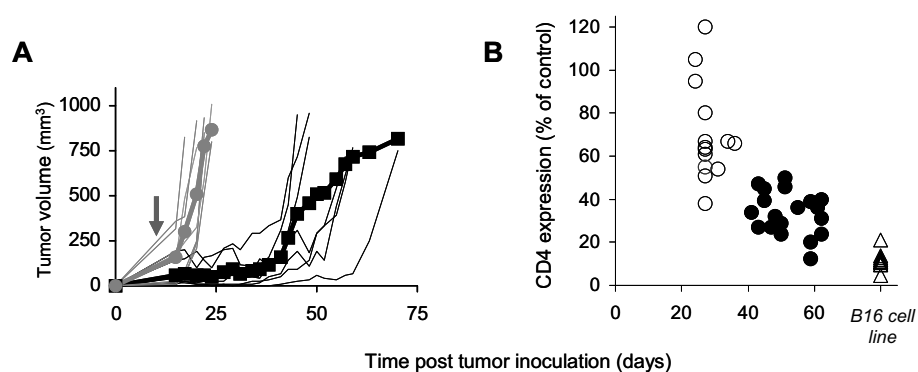 A
Tumor volume (mm³)
1000
750
500
250
0
0
25
50
75
B
CD4 expression (% of control)
120
100
80
60
40
20
0
0
20
40
60
B16 cell
line
Time post tumor inoculation (days)